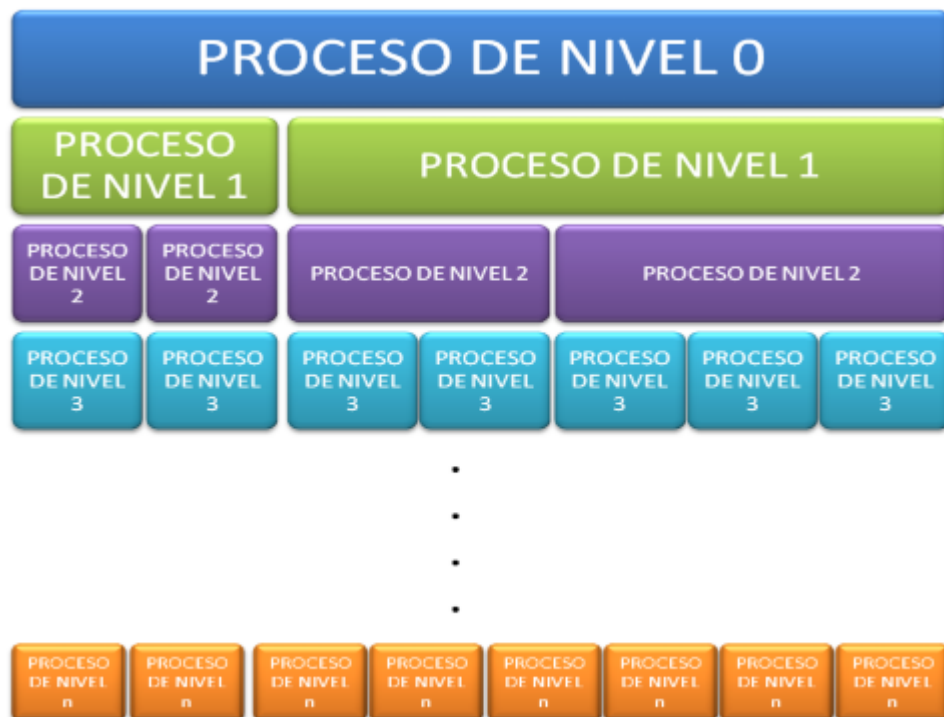 PROCESO DE NIVEL 0
PROCESO
DE NIVEL 1
PROCESO DE NIVEL 1
PROCESO
DE NIVEL
2
PROCESO
DE NIVEL
2
PROCESO DE NIVEL 2
PROCESO DE NIVEL 2
PROCESO
DE NIVEL
3
PROCESO
DE NIVEL
3
PROCESO
DE NIVEL
3
PROCESO
DE NIVEL
3
PROCESO
DE NIVEL
3
PROCESO
DE NIVEL
3
PROCESO
DE NIVEL
3
PROCESO
DE NIVEL
n
PROCESO
DE NIVEL
n
PROCESO
DE NIVEL
n
PROCESO
DE NIVEL
n
PROCESO
DE NIVEL
n
PROCESO
DE NIVEL
n
PROCESO
DE NIVEL
n
PROCESO
DE NIVEL
n